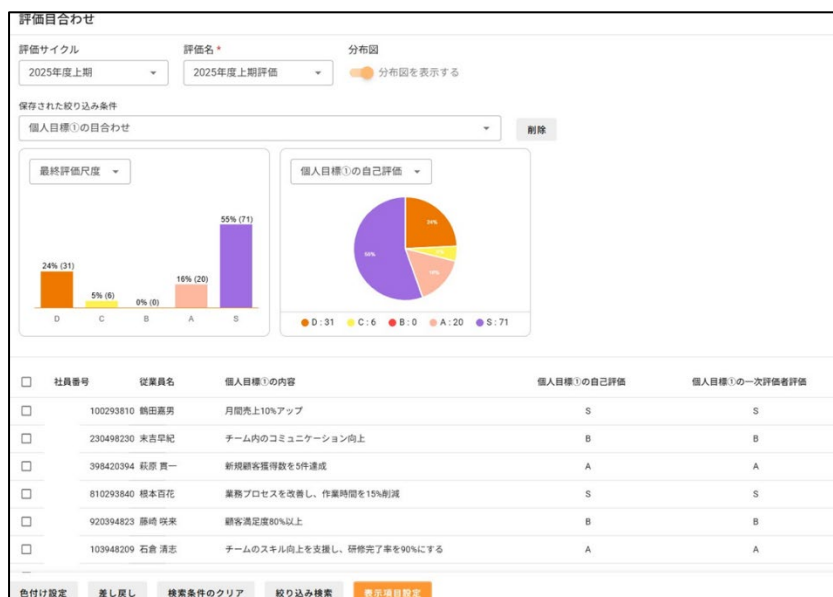 評価目合わせ
評価サイクル 評価名 * 分布図
2025年度上期 2025年度上期評価 分布図を表示する
保存された絞り込み条件
個人目標①の目合わせ 削除
最終評価尺度 個人目標①の自己評価
55% (71)
24% (31)
16% (20)
5% (6)
0% (0)
D C B A S
24%
55%
D : 31 C : 6 B : 0 A : 20 S : 71
社員番号 従業員名 個人目標①の内容 個人目標①の自己評価 個人目標①の一次評価者評価
100293810 鶴田嘉男 月間売上10%アップ S S
230498230 末吉早紀 チーム内のコミュニケーション向上 B B
398420394 萩原 貫一 新規顧客獲得数を5件達成 A A
810293840 根本百花 業務プロセスを改善し、作業時間を15%削減 S S
920394823 藤崎 咲来 顧客満足度80%以上 B B
103948209 石倉 清志 チームのスキル向上を支援し、研修完了率を90%にする A A
色付け設定 差し戻し 検索条件のクリア 絞り込み検索 表示項目設定